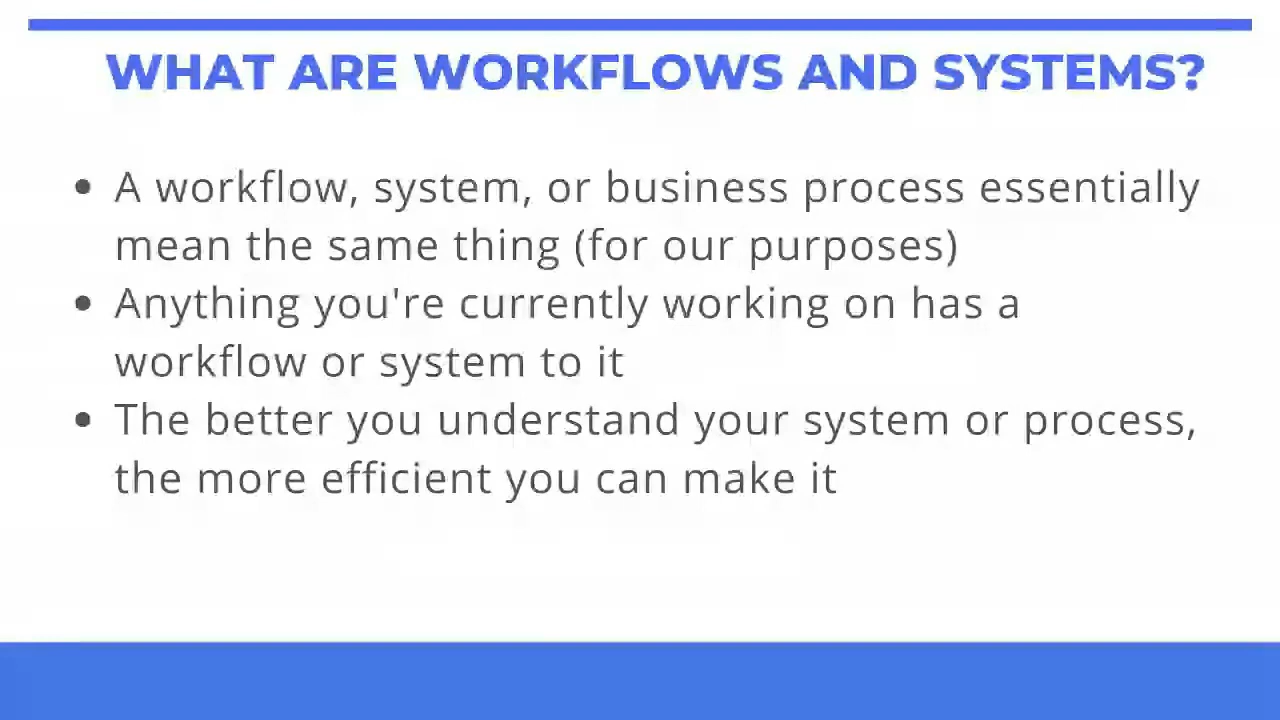 WHAT ARE WORKFLOWS AND SYSTEMS?
• A workflow, system, or business process essentially
mean the same thing (for our purposes)
• Anything you're currently working on has a
workflow or system to it
• The better you understand your system or process,
the more efficient you can make it